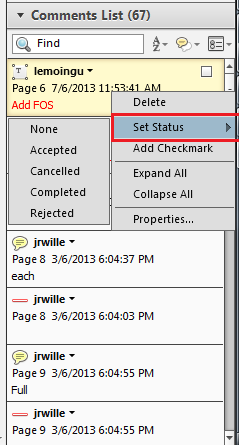 Comments List (67)
Find
lemoingu
Page 6 7/6/2013 11:53:41 AM
Add FOS
Delete
Set Status
Add Checkmark
Expand All
Collapse All
Properties...
None
Accepted
Cancelled
Completed
Rejected
jrwille
Page 8 3/6/2013 6:04:37 PM
each
jrwille
Page 8 3/6/2013 6:04:03 PM
jrwille
Page 9 3/6/2013 6:04:55 PM
Full
jrwille
Page 9 3/6/2013 6:04:55 PM